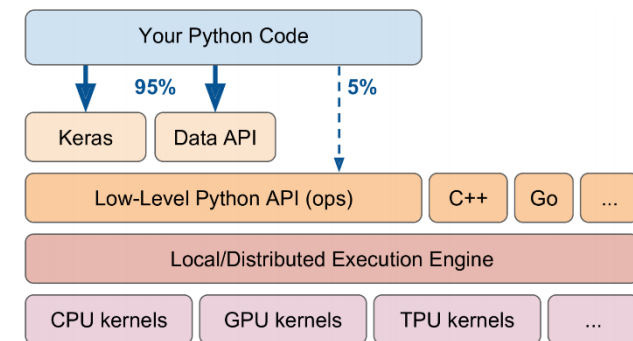 Your Python Code
95%
5%
Keras
Data API
Low-Level Python API (ops)
C++
Go
...
Local/Distributed Execution Engine
CPU kernels
GPU kernels
TPU kernels
...